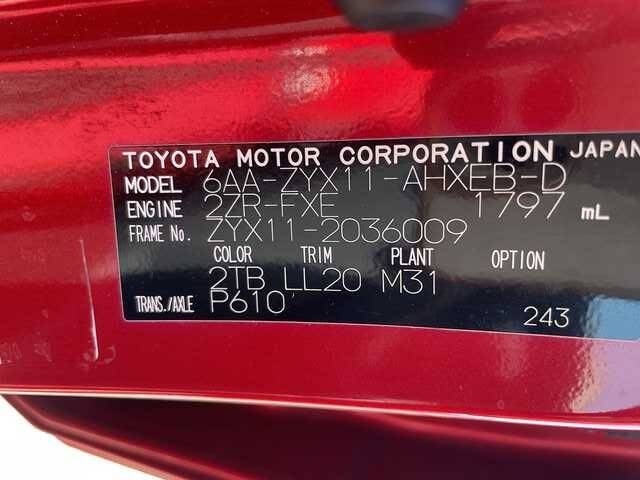 TOYOTA MOTOR CORPORATION JAPAN
MODEL 6AA-ZYX11-AHXEB-D
ENGINE 2ZR-FXE 1797 mL
FRAME No. ZYX11-2036009
COLOR TRIM PLANT OPTION
2TB LL20 M31
TRANS./AXLE P610
243